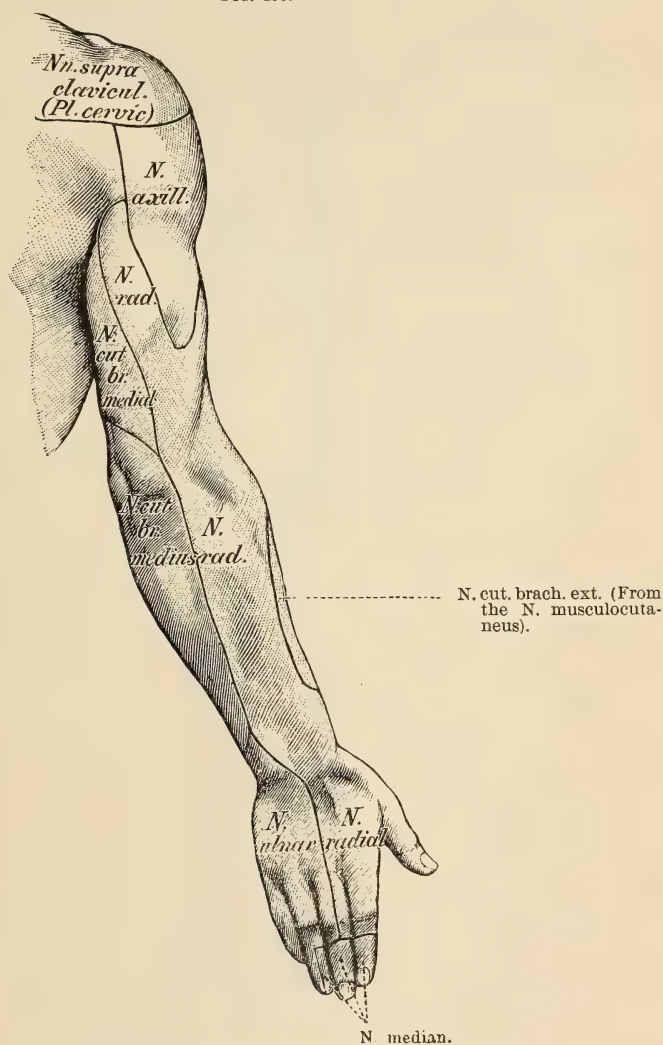 Nn. supra
clavicul.
(Pl. cervic)
N.
axill.
N.
rad.
N.
cut
br.
medial
N. cut
br.
medius
N.
rad.
N. cut. brach. ext. (From
the N. musculocuta-
neus).
N.
ulnar
N.
radial
N. median.